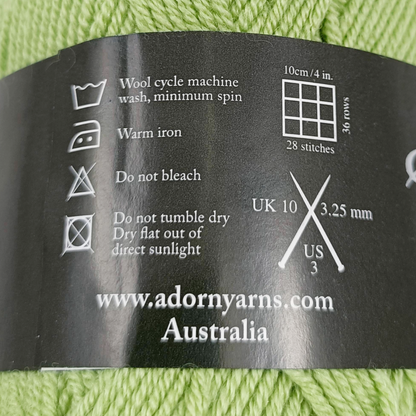 Wool cycle machine
wash, minimum spin
Warm iron
Do not bleach
Do not tumble dry
Dry flat out of
direct sunlight
10cm/4 in.
36 rows
28 stitches
UK 10
3.25 mm
US
3
www.adornyarns.com
Australia